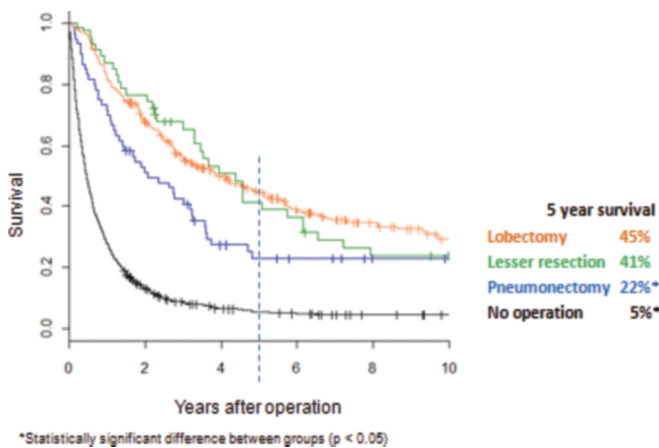 1.0
0.8
0.6
0.4
0.2
0.0
Survival
0 2 4 6 8 10
Years after operation
5 year survival
Lobectomy 45%
Lesser resection 41%
Pneumonectomy 22%*
No operation 5%*
*Statistically significant difference between groups (p < 0.05)